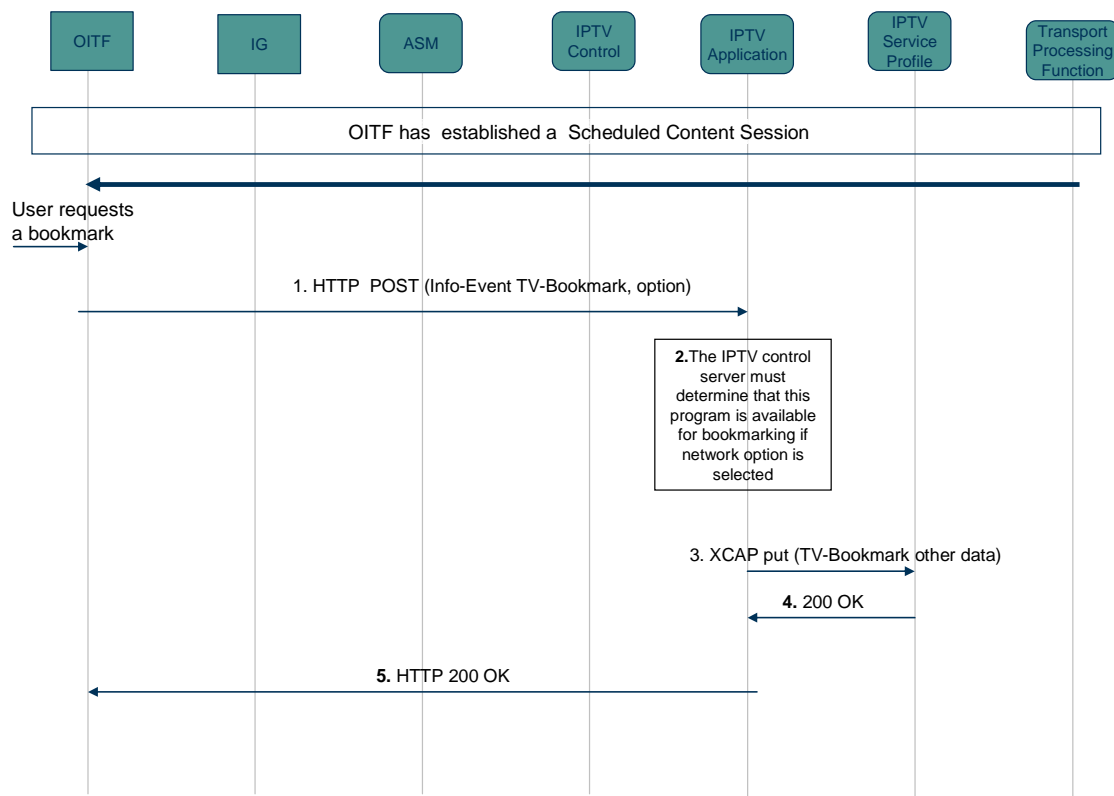 OITF
IG
ASM
IPTV
Control
IPTV
Application
IPTV
Service
Profile
Transport
Processing
Function
OITF has established a Scheduled Content Session
User requests
a bookmark
1. HTTP POST (Info-Event TV-Bookmark, option)
2.The IPTV control
server must
determine that this
program is available
for bookmarking if
network option is
selected
3. XCAP put (TV-Bookmark other data)
4. 200 OK
5. HTTP 200 OK